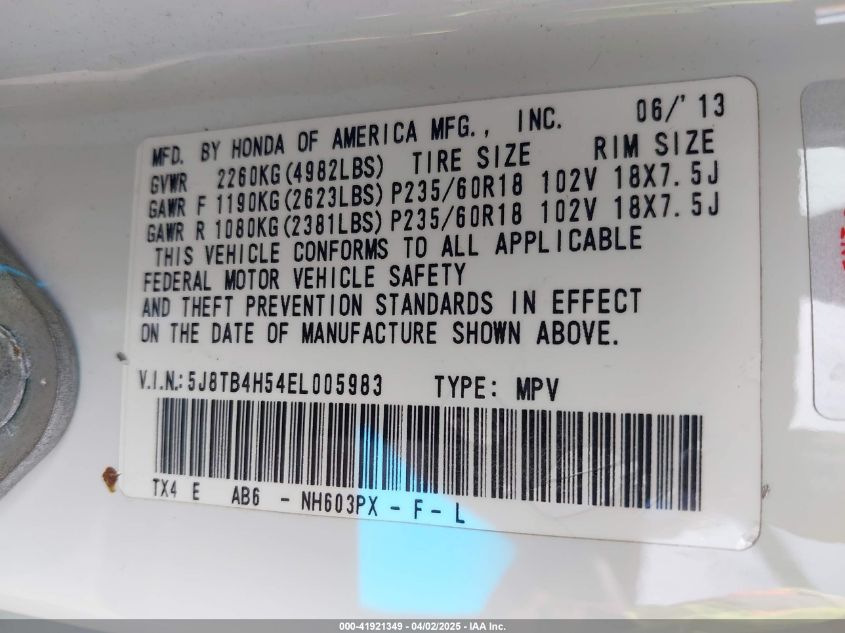 MFD. BY HONDA OF AMERICA MFG., INC. 06/'13
GVWR 2260KG(4982LBS) TIRE SIZE RIM SIZE
GAWR F 1190KG(2623LBS) P235/60R18 102V 18X7.5J
GAWR R 1080KG(2381LBS) P235/60R18 102V 18X7.5J
THIS VEHICLE CONFORMS TO ALL APPLICABLE
FEDERAL MOTOR VEHICLE SAFETY
AND THEFT PREVENTION STANDARDS IN EFFECT
ON THE DATE OF MANUFACTURE SHOWN ABOVE.
V.I.N.: 5J8TB4H54EL005983 TYPE: MPV
TX4 E AB6 - NH603PX - F - L
000-41921349 - 04/02/2025 - IAA Inc.